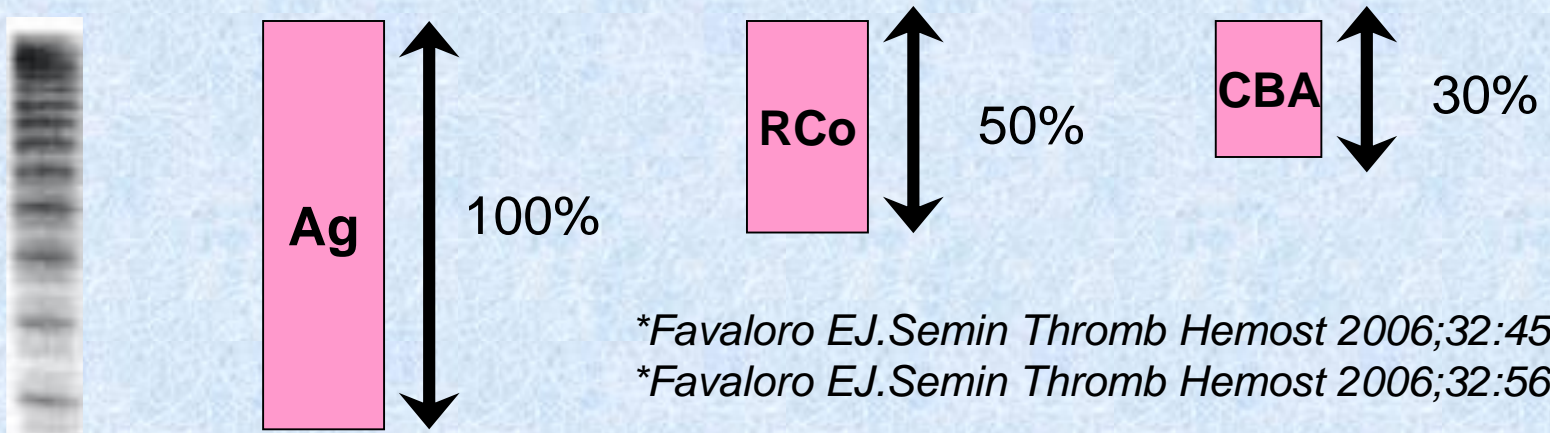 Ag
100%
RCo
50%
CBA
30%
*Favaloro EJ.Semin Thromb Hemost 2006;32:45
*Favaloro EJ.Semin Thromb Hemost 2006;32:56